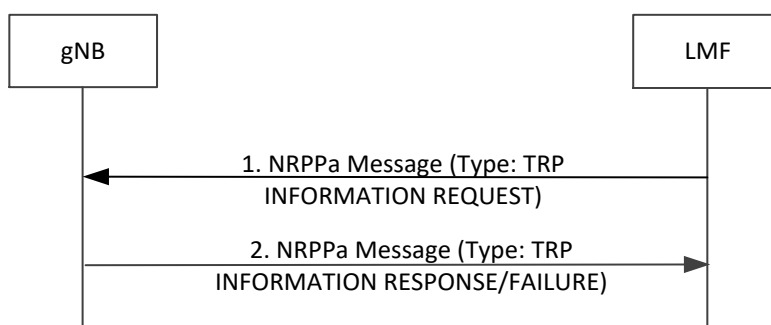 gNB
LMF
1. NRPPa Message (Type: TRP
INFORMATION REQUEST)
2. NRPPa Message (Type: TRP
INFORMATION RESPONSE/FAILURE)